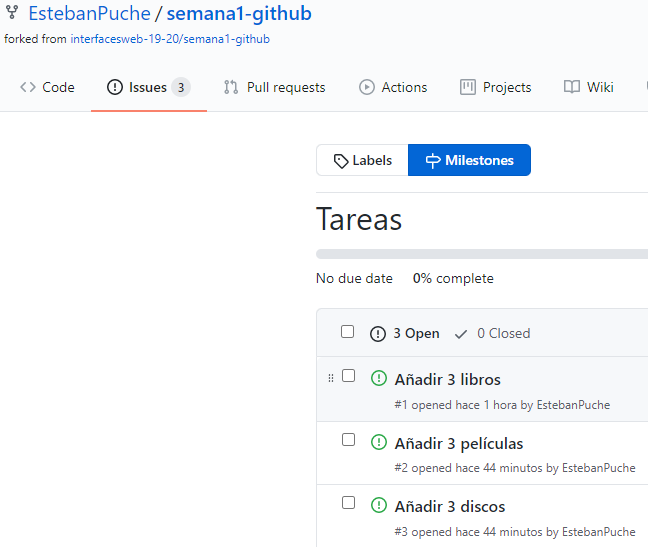 EstebanPuche / semana1-github
forked from interfacesweb-19-20/semana1-github
Code Issues 3 Pull requests Actions Projects Wiki
Labels Milestones
Tareas
No due date 0% complete
3 Open 0 Closed
Añadir 3 libros
#1 opened hace 1 hora by EstebanPuche
Añadir 3 películas
#2 opened hace 44 minutos by EstebanPuche
Añadir 3 discos
#3 opened hace 44 minutos by EstebanPuche